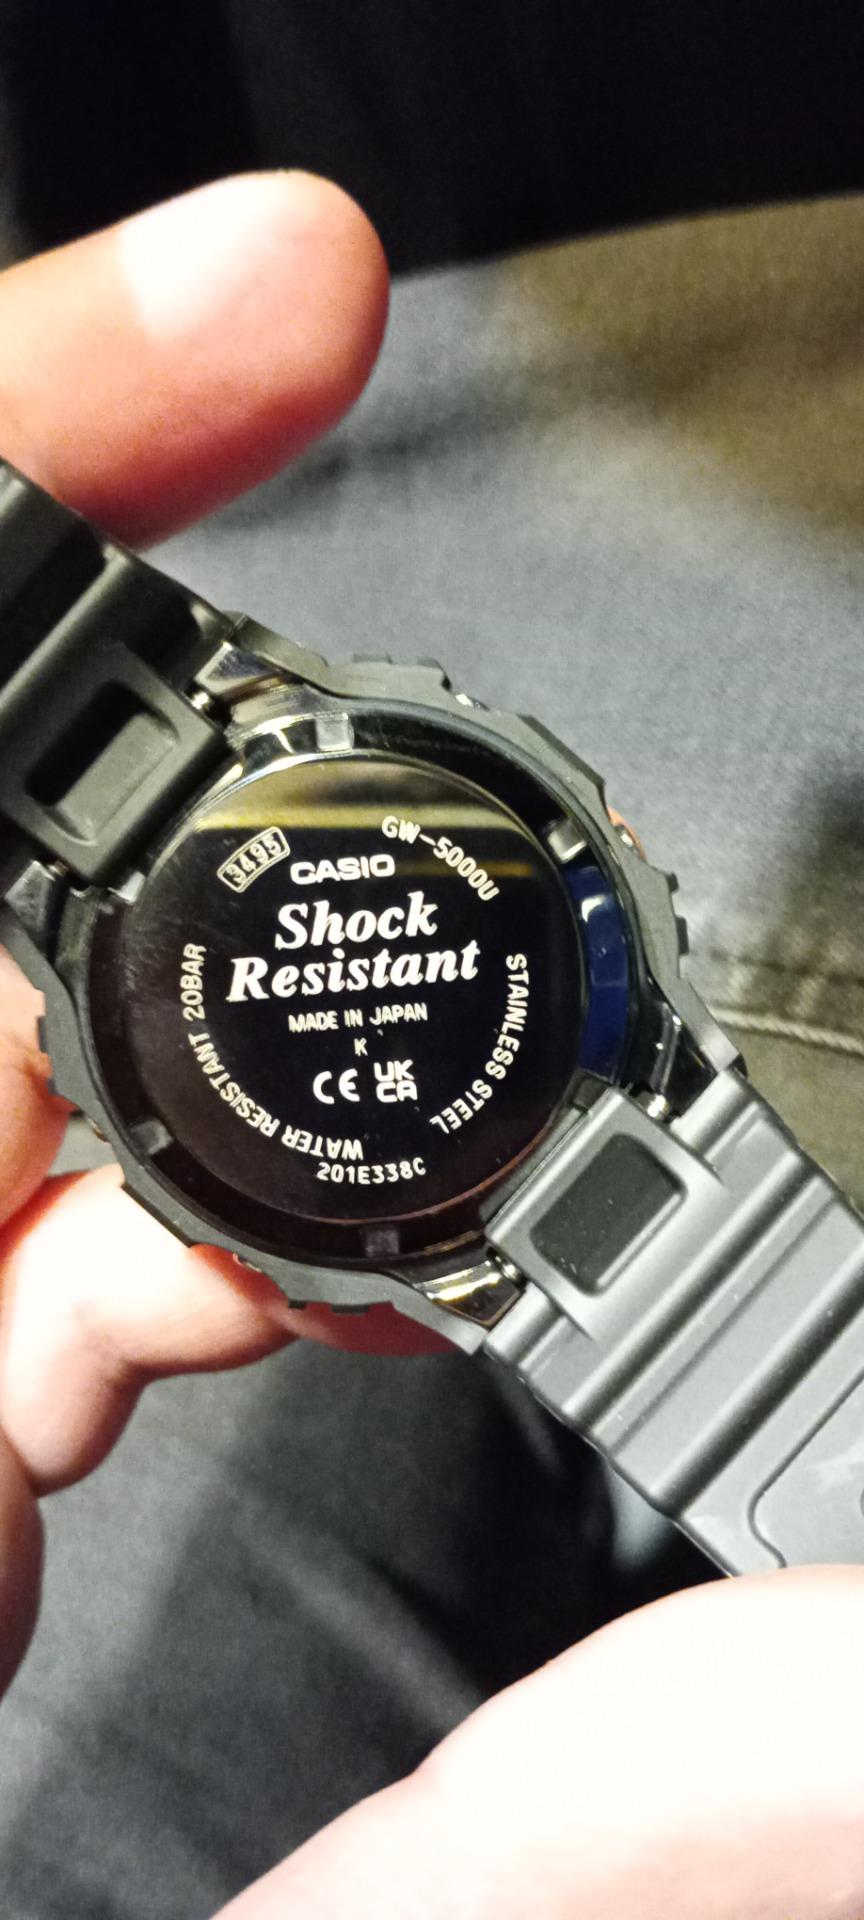 3495
CASIO
GW-5000U
Shock
Resistant
MADE IN JAPAN
K
CE UK
CA
STAINLESS STEEL
WATER RESISTANT 20BAR
201E338C